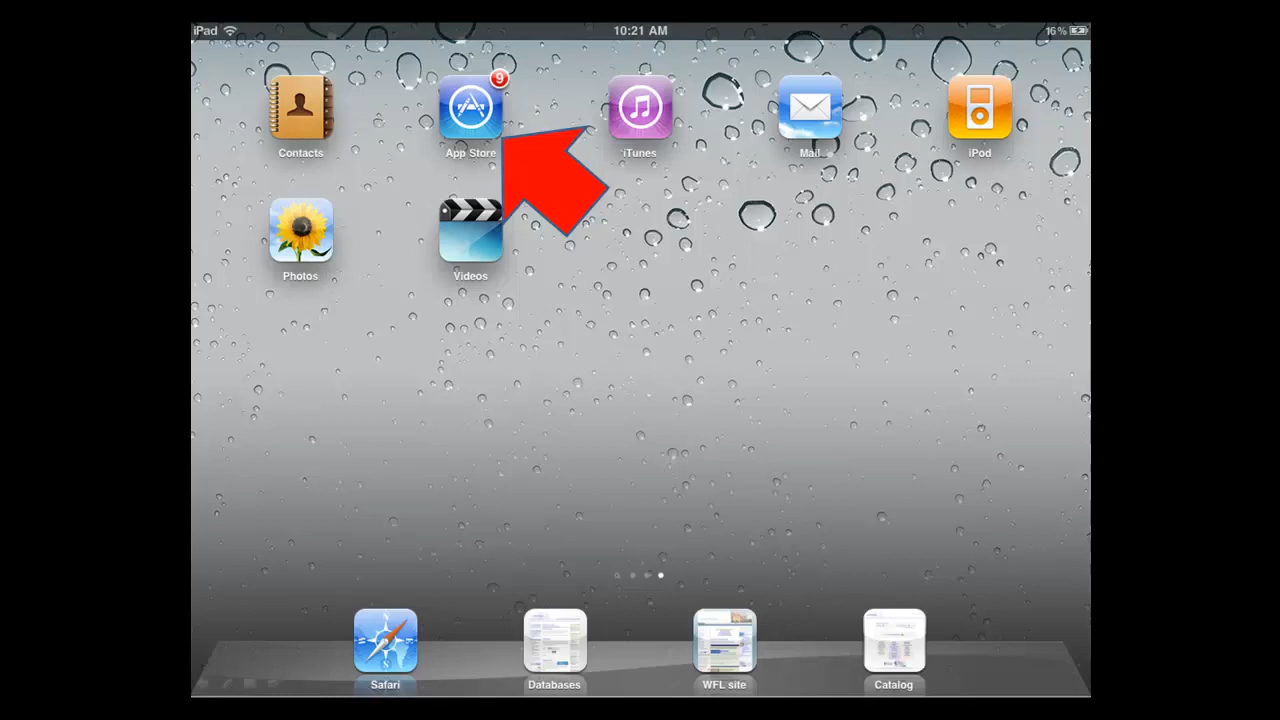 iPad 10:21 AM 16%
9
Contacts App Store iTunes Mail iPod
Photos Videos
Safari Databases WFL site Catalog